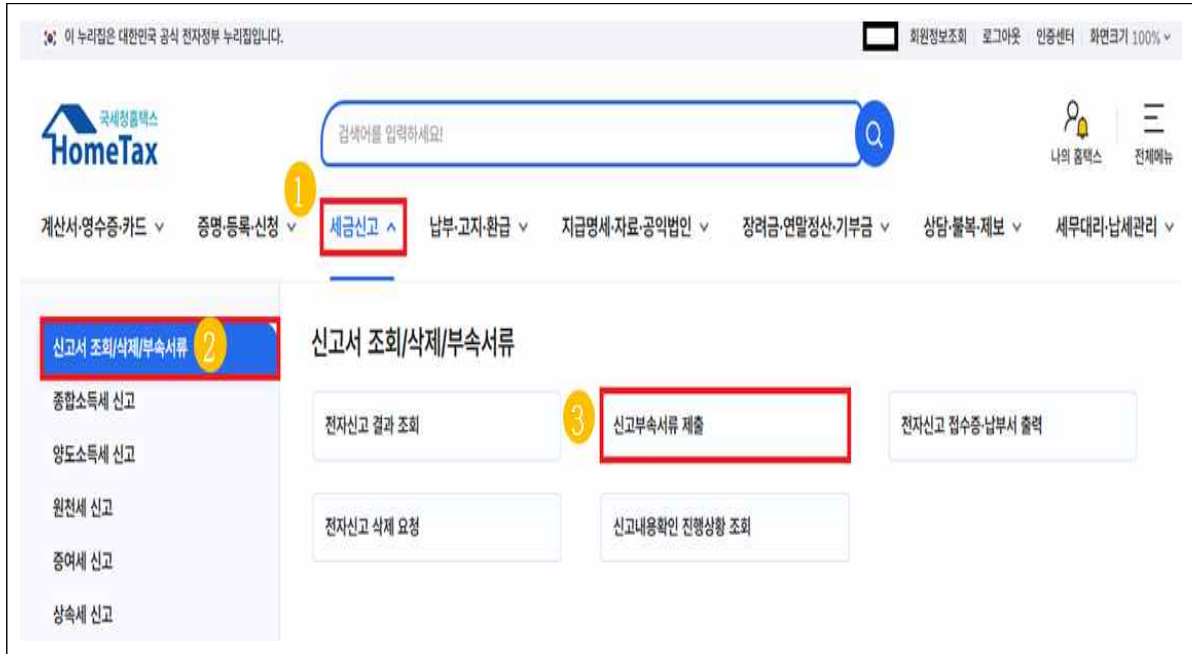 이 누리집은 대한민국 공식 전자정부 누리집입니다.
회원정보조회 로그아웃 인증센터 화면크기 100%
국세청홈택스
HomeTax
검색어를 입력하세요!
나의 홈택스 전체메뉴
1
계산서·영수증·카드 증명·등록·신청 세금신고 납부·고지·환급 지급명세·자료·공익법인 장려금·연말정산·기부금 상담·불복·제보 세무대리·납세관리
신고서 조회/삭제/부속서류 2
종합소득세 신고
양도소득세 신고
원천세 신고
증여세 신고
상속세 신고
신고서 조회/삭제/부속서류
전자신고 결과 조회 3 신고부속서류 제출 전자신고 접수증·납부서 출력
전자신고 삭제 요청 신고내용확인 진행상황 조회